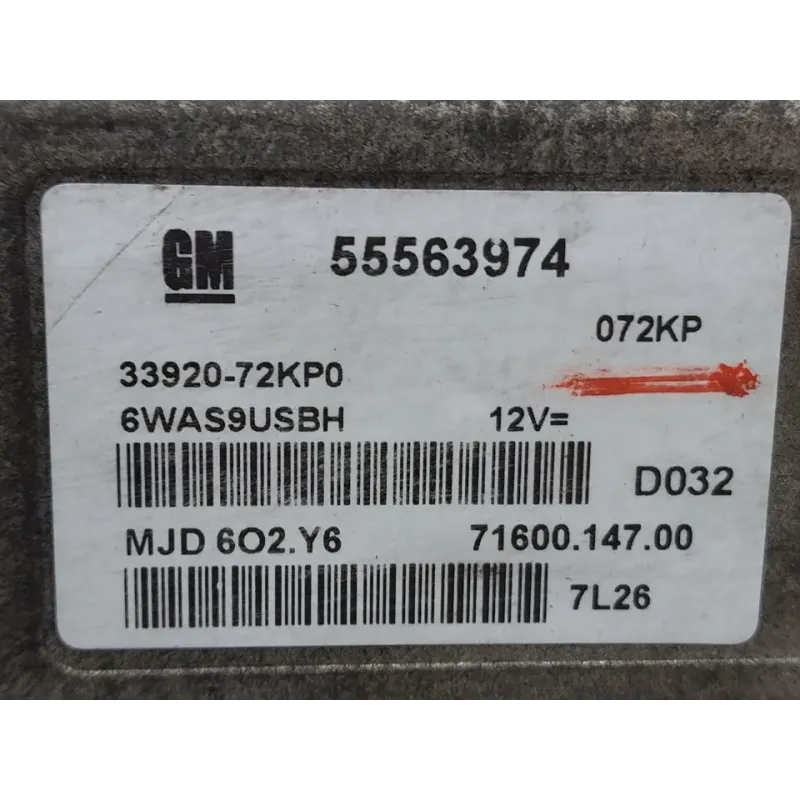 GM 55563974
072KP
33920-72KP0
6WAS9USBH 12V=
D032
MJD 6O2.Y6 71600.147.00
7L26